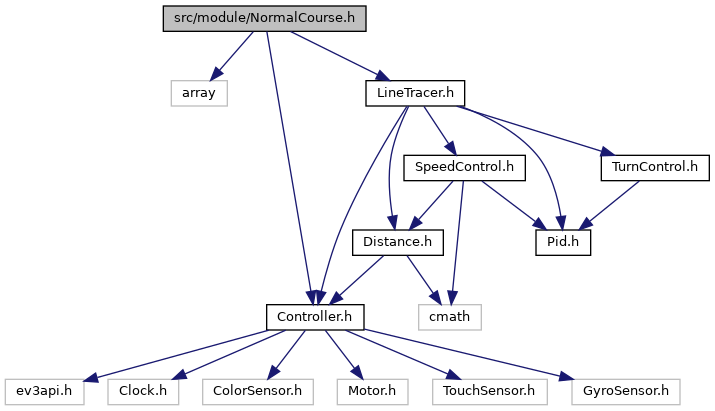 src/module/NormalCourse.h
array
LineTracer.h
SpeedControl.h
TurnControl.h
Distance.h
Pid.h
Controller.h
cmath
ev3api.h
Clock.h
ColorSensor.h
Motor.h
TouchSensor.h
GyroSensor.h